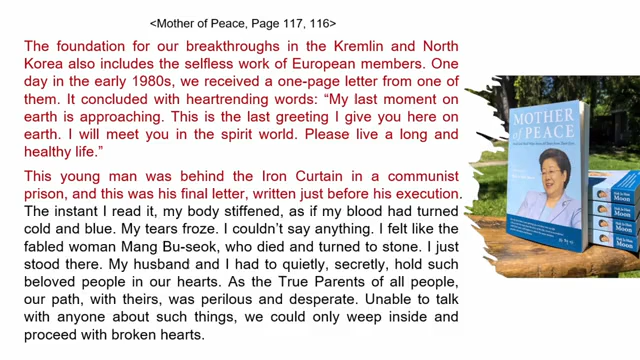 <Mother of Peace, Page 117, 116>
The foundation for our breakthroughs in the Kremlin and North
Korea also includes the selfless work of European members. One
day in the early 1980s, we received a one-page letter from one of
them. It concluded with heartrending words: “My last moment on
earth is approaching. This is the last greeting I give you here on
earth. I will meet you in the spirit world. Please live a long and
healthy life.”
This young man was behind the Iron Curtain in a communist
prison, and this was his final letter, written just before his execution.
The instant I read it, my body stiffened, as if my blood had turned
cold and blue. My tears froze. I couldn’t say anything. I felt like the
fabled woman Mang Bu-seok, who died and turned to stone. I just
stood there. My husband and I had to quietly, secretly, hold such
beloved people in our hearts. As the True Parents of all people,
our path, with theirs, was perilous and desperate. Unable to talk
with anyone about such things, we could only weep inside and
proceed with broken hearts.
MOTHER
of PEACE
Moon
Moon
Moon
Moon